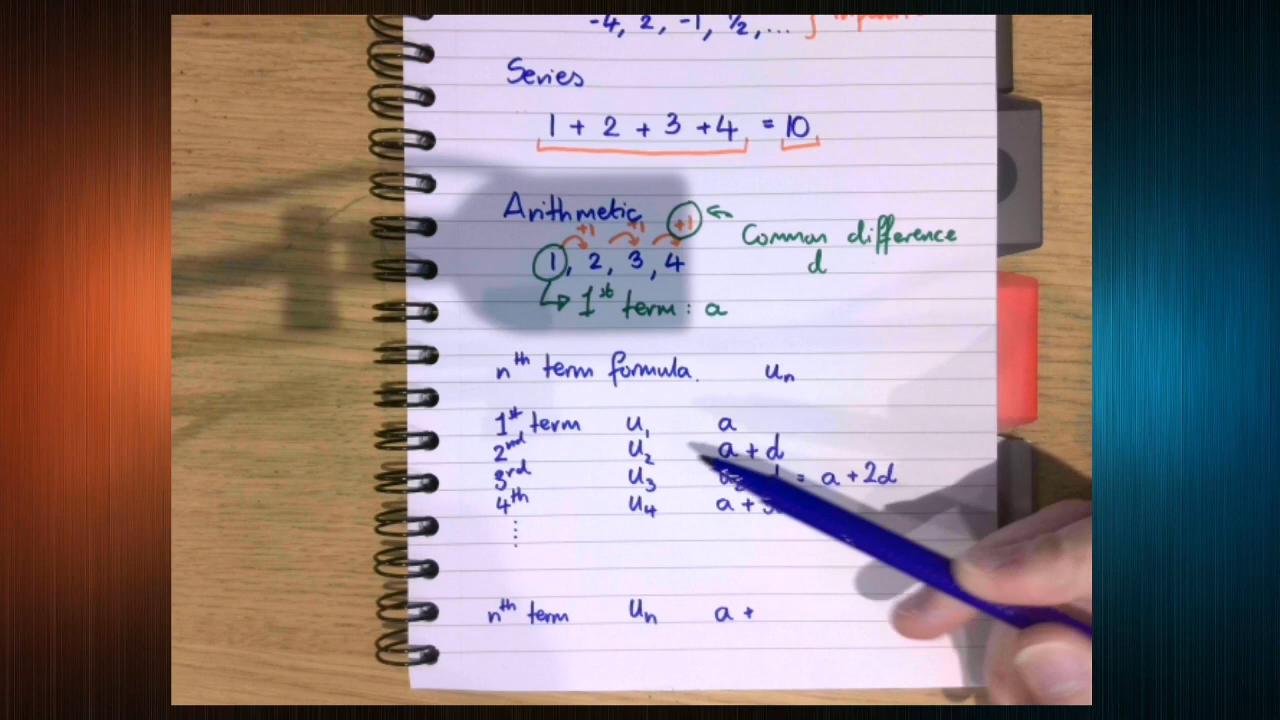 -4, 2, -1, ½, ...
Series
1 + 2 + 3 + 4 = 10
Arithmetic
+1 +1 +1
Common difference
d
1, 2, 3, 4
1st term : a
nth term formula. un
1st term u1 a
2nd u2 a + d
3rd u3 = a + 2d
4th u4 a +
⋮
nth term un a +